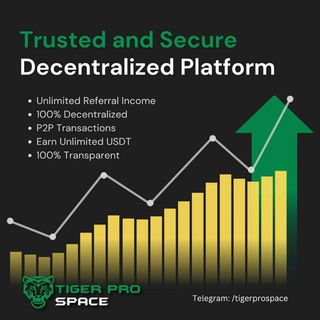 Trusted and Secure
Decentralized Platform
• Unlimited Referral Income
• 100% Decentralized
• P2P Transactions
• Earn Unlimited USDT
• 100% Transparent
TIGER PRO
SPACE
Telegram: /tigerprospace